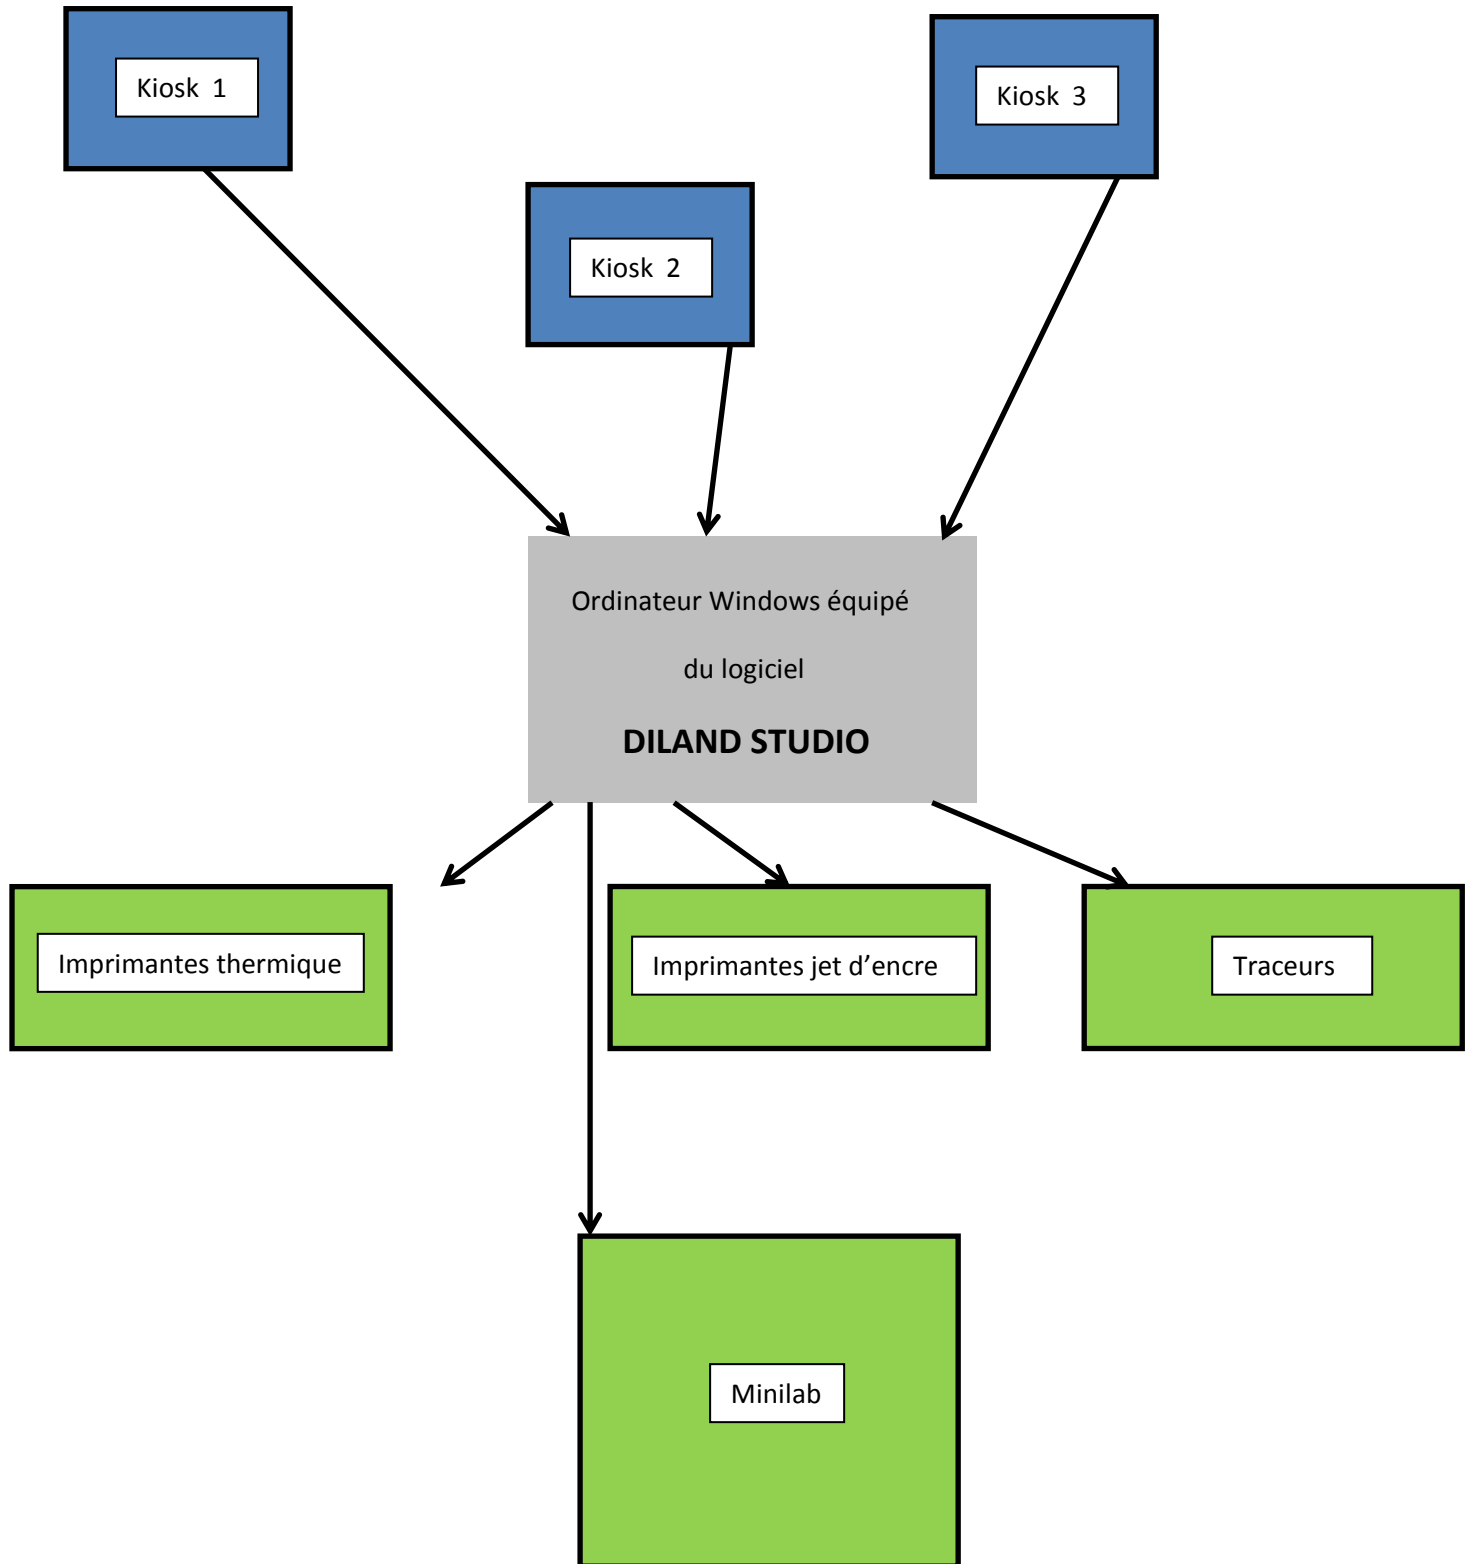 Kiosk 1
Kiosk 3
Kiosk 2
Ordinateur Windows équipé
du logiciel
DILAND STUDIO
Imprimantes thermique
Imprimantes jet d’encre
Traceurs
Minilab